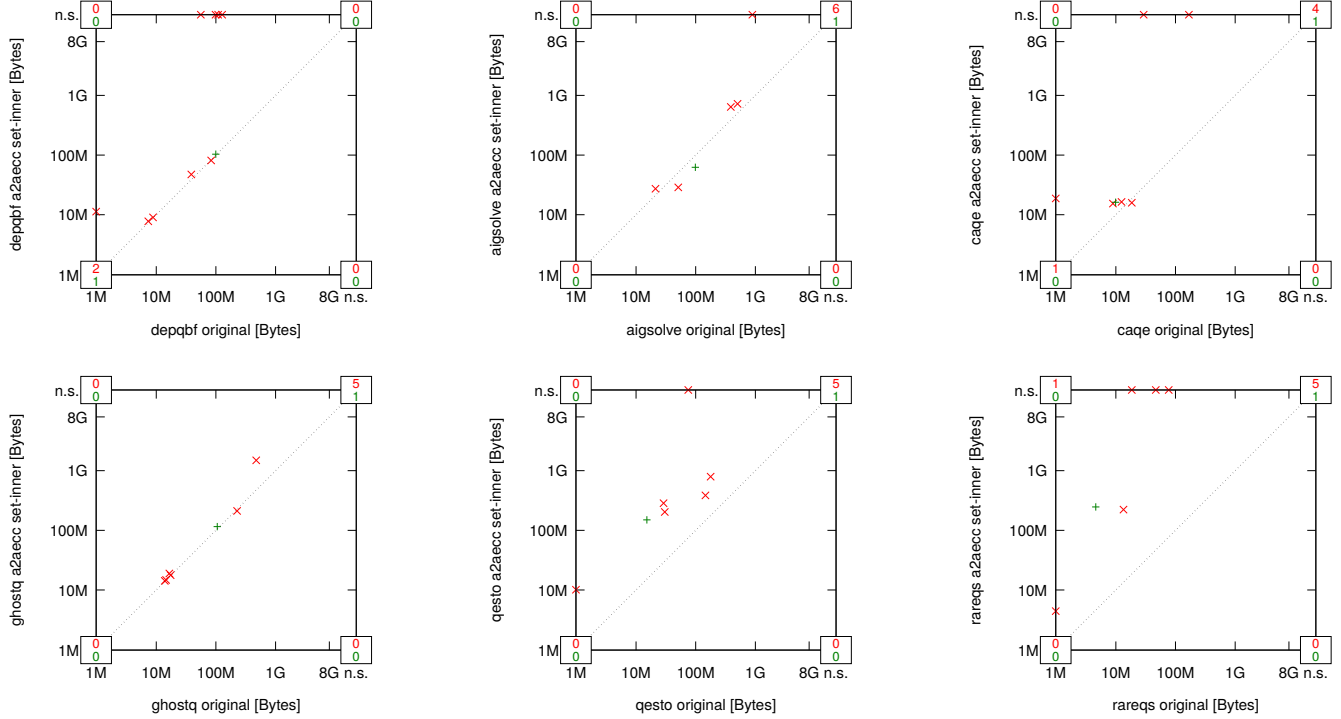 n.s.
0
0
0
0
8G
1G
100M
10M
1M
2
1
0
0
1M 10M 100M 1G 8G n.s.
depqbf a2aecc set-inner [Bytes]
depqbf original [Bytes]
n.s.
0
0
6
1
8G
1G
100M
10M
1M
0
0
0
0
1M 10M 100M 1G 8G n.s.
aigsolve a2aecc set-inner [Bytes]
aigsolve original [Bytes]
n.s.
0
0
4
1
8G
1G
100M
10M
1M
1
0
0
0
1M 10M 100M 1G 8G n.s.
caqe a2aecc set-inner [Bytes]
caqe original [Bytes]
n.s.
0
0
5
1
8G
1G
100M
10M
1M
0
0
0
0
1M 10M 100M 1G 8G n.s.
ghostq a2aecc set-inner [Bytes]
ghostq original [Bytes]
n.s.
0
0
5
1
8G
1G
100M
10M
1M
0
0
0
0
1M 10M 100M 1G 8G n.s.
qesto a2aecc set-inner [Bytes]
qesto original [Bytes]
n.s.
1
0
5
1
8G
1G
100M
10M
1M
0
0
0
0
1M 10M 100M 1G 8G n.s.
rareqs a2aecc set-inner [Bytes]
rareqs original [Bytes]